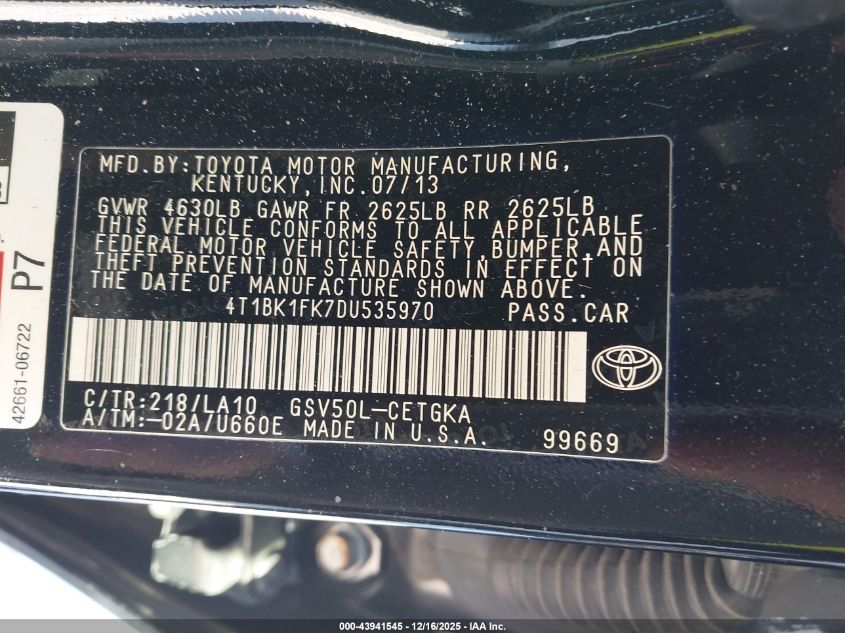 MFD.BY:TOYOTA MOTOR MANUFACTURING,
KENTUCKY,INC.07/13
GVWR 4630LB GAWR FR 2625LB RR 2625LB
THIS VEHICLE CONFORMS TO ALL APPLICABLE
FEDERAL MOTOR VEHICLE SAFETY,BUMPER,AND
THEFT PREVENTION STANDARDS IN EFFECT ON
THE DATE OF MANUFACTURE SHOWN ABOVE.
4T1BK1FK7DU535970 PASS.CAR
C/TR:218/LA10 GSV50L-CETGKA
A/TM:-02A/U660E MADE IN U.S.A. 99669
P7
42661-06722
000-43941545 - 12/16/2025 - IAA Inc.